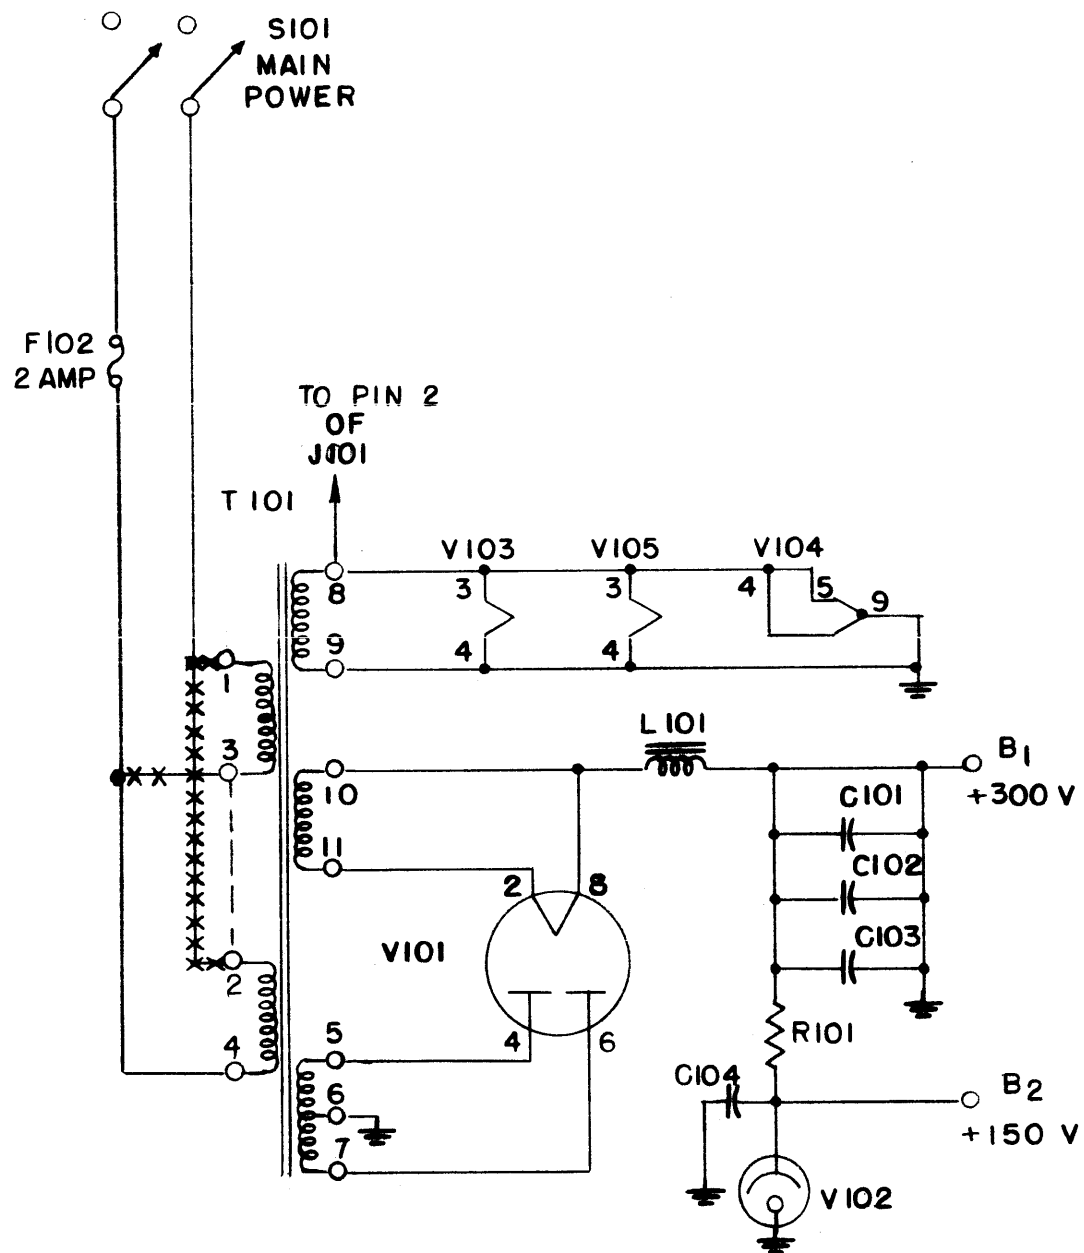 S101
MAIN
POWER
F102
2 AMP
TO PIN 2
OF
J101
T 101
V103
V105
V104
8
3
3
4
5
9
9
4
4
1
3
L101
B1
+300 V
10
C101
11
2
8
C102
V101
C103
2
4
5
4
6
R101
6
C104
B2
7
+150 V
V102